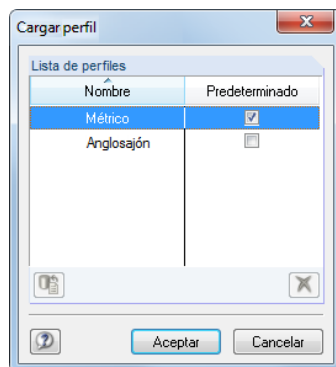 Cargar perfil
Lista de perfiles
Nombre Predeterminado
Métrico
Anglosajón
Aceptar Cancelar